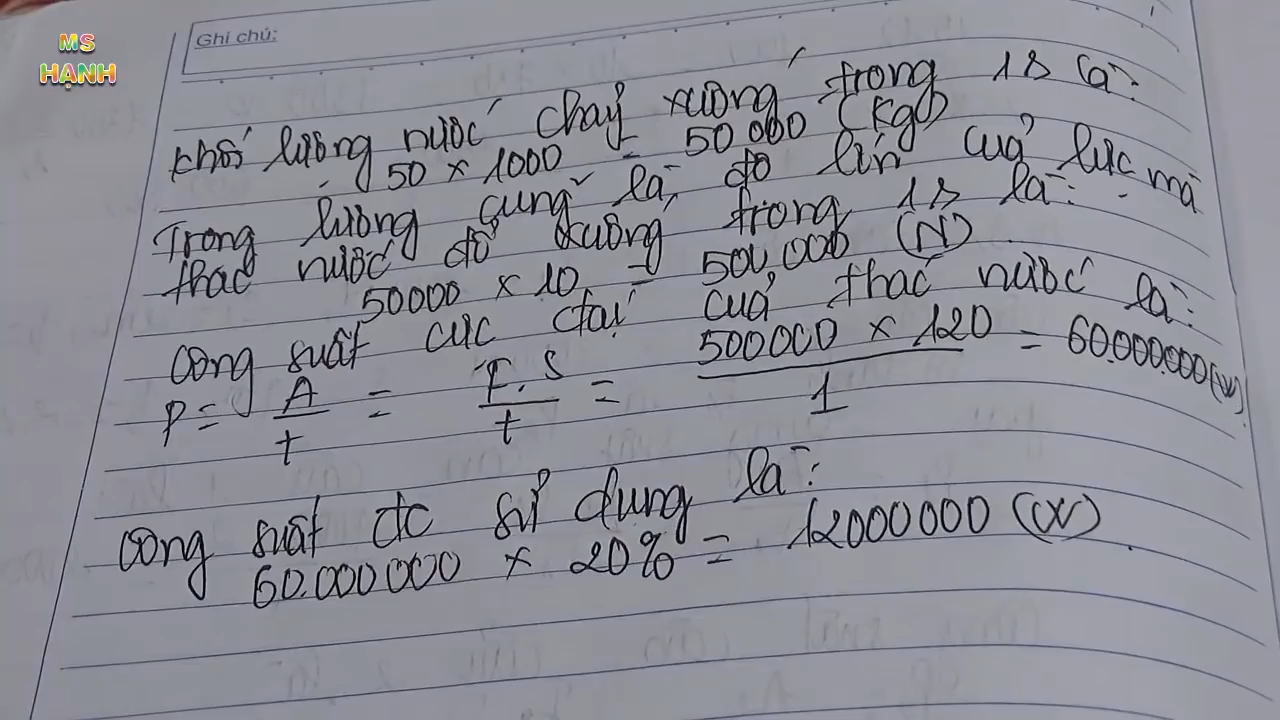 MS
HẠNH
Ghi chú:
Khối lượng nước chảy xuống trong 1s là:
50 x 1000 = 50 000 (Kg)
Trọng lượng cũng là độ lớn của lực mà
thác nước đổ xuống trong 1s là:
50000 x 10 = 500,000 (N)
Công suất cực đại của thác nước là:
P = A/t = F.S/t = 500000 x 120/1 = 60.000.000 (W)
Công suất đc sử dụng là:
60.000000 x 20% = 12000000 (W)